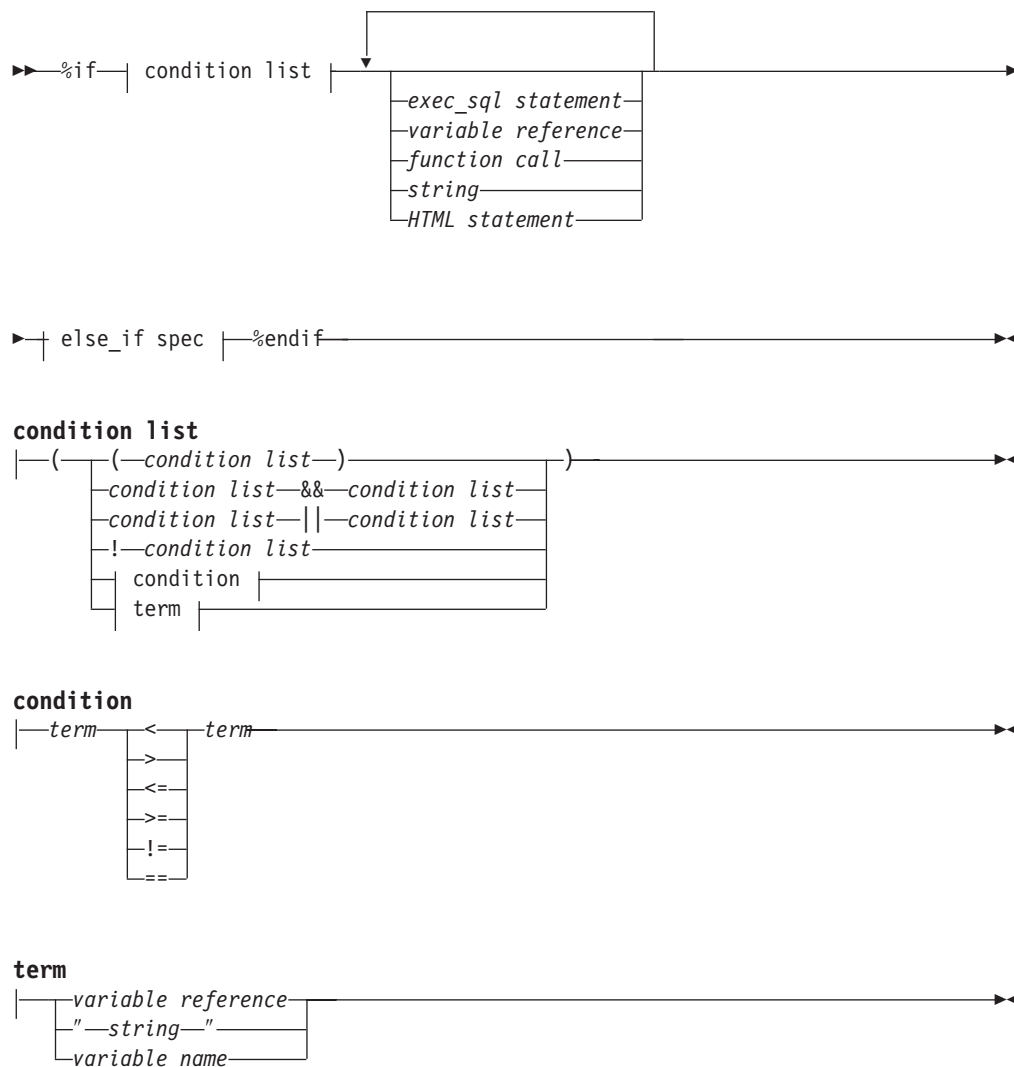 %if condition list
exec_sql statement
variable reference
function call
string
HTML statement
else_if spec %endif
condition list
( ( condition list ) )
condition list && condition list
condition list || condition list
! condition list
condition
term
condition
term < term
>
<=
>=
!=
==
term
variable reference
" string "
variable name